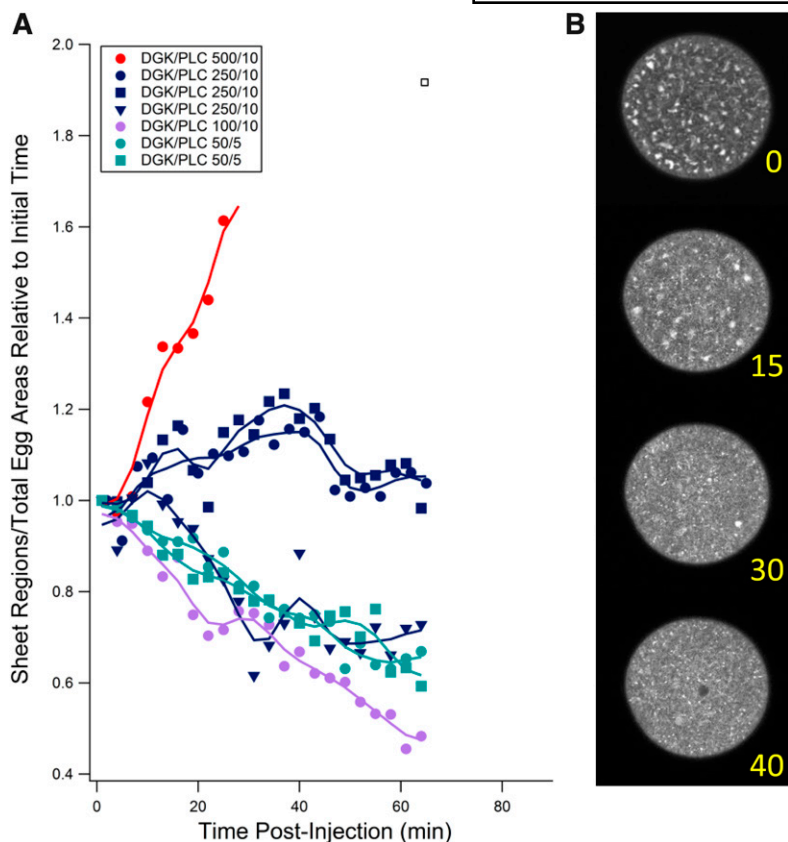 A
B
2.0
1.8
1.6
1.4
1.2
1.0
0.8
0.6
0.4
Sheet Regions/Total Egg Areas Relative to Initial Time
DGK/PLC 500/10
DGK/PLC 250/10
DGK/PLC 250/10
DGK/PLC 250/10
DGK/PLC 100/10
DGK/PLC 50/5
DGK/PLC 50/5
0
20
40
60
80
Time Post-Injection (min)
0
15
30
40